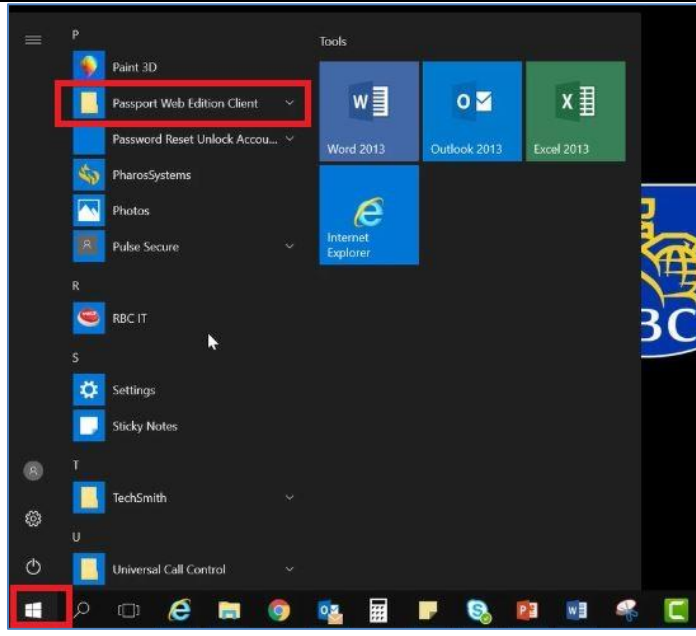 P
Tools
Paint 3D
Passport Web Edition Client
Password Reset Unlock Accou...
PharosSystems
Photos
Pulse Secure
R
RBC IT
S
Settings
Sticky Notes
T
TechSmith
U
Universal Call Control
Word 2013
Outlook 2013
Excel 2013
Internet
Explorer
BC